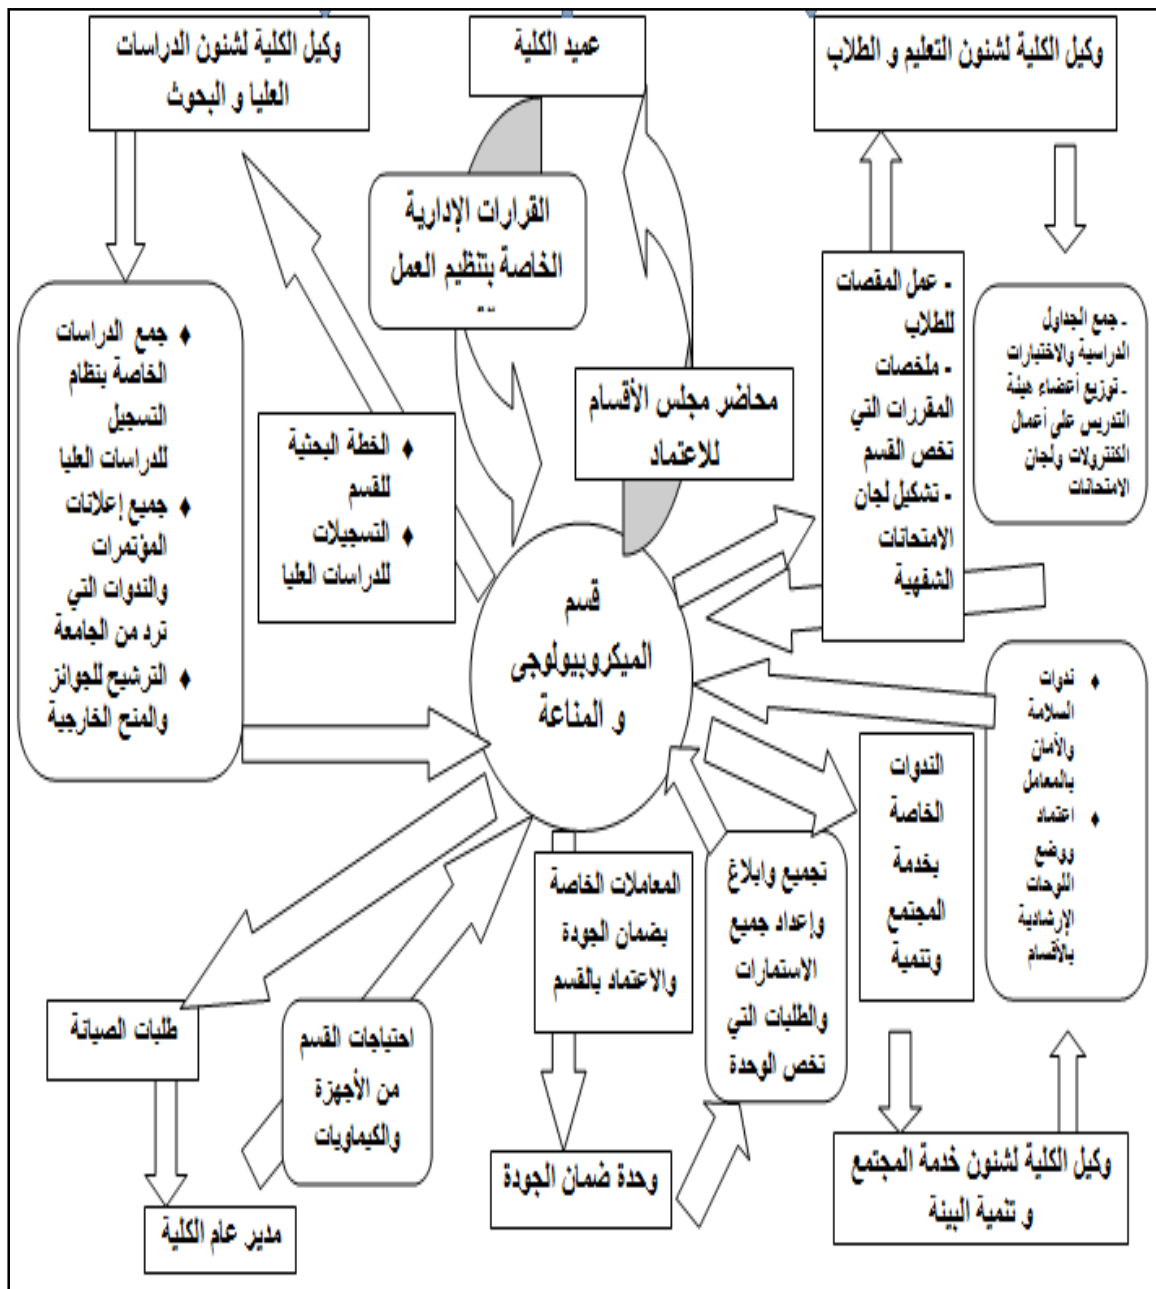 وكيل الكلية لشئون التعليم و الطلاب
عميد الكلية
وكيل الكلية لشئون الدراسات
العليا و البحوث
القرارات الإدارية
الخاصة بتنظيم العمل
محاضر مجلس الأقسام
للاعتماد
- عمل المقصات
للطلاب
- ملخصات
المقررات التي
تخص القسم
- تشكيل لجان
الامتحانات
الشفهية
- جمع الجداول
الدراسية والاختبارات
- توزيع أعضاء هيئة
التدريس على أعمال
الكنترولات ولجان
الامتحانات
♦ جمع الدراسات
الخاصة بنظام
التسجيل
للدراسات العليا
♦ جميع إعلانات
المؤتمرات
والندوات التي
ترد من الجامعة
♦ الترشيح للجوائز
والمنح الخارجية
♦ الخطة البحثية
للقسم
♦ التسجيلات
للدراسات العليا
قسم
الميكروبيولوجى
و المناعة
♦ ندوات
السلامة
والأمان
بالمعامل
♦ اعتماد
ووضع
اللوحات
الإرشادية
بالأقسام
الندوات
الخاصة
بخدمة
المجتمع
وتنمية
تجميع وابلاغ
وإعداد جميع
الاستمارات
والطلبات التي
تخص الوحدة
المعاملات الخاصة
بضمان الجودة
والاعتماد بالقسم
احتياجات القسم
من الأجهزة
والكيماويات
طلبات الصيانة
وكيل الكلية لشئون خدمة المجتمع
و تنمية البيئة
وحدة ضمان الجودة
مدير عام الكلية